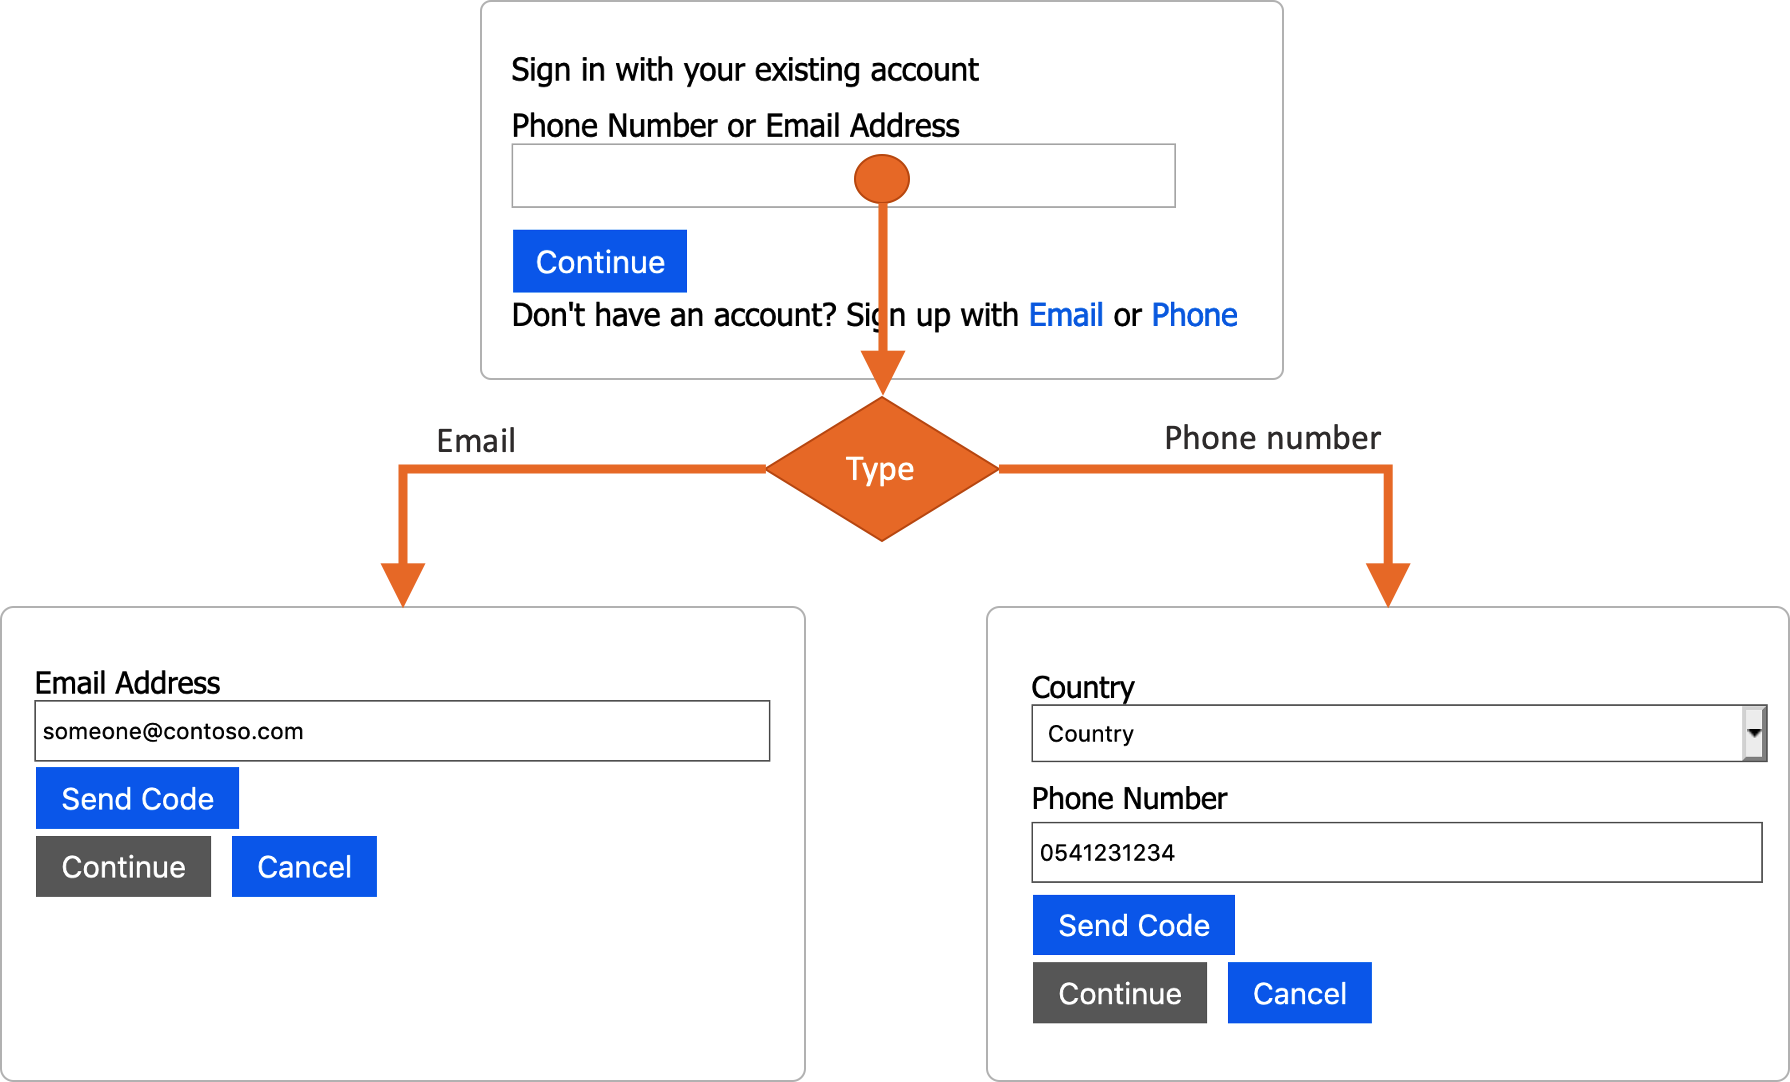 Sign in with your existing account
Phone Number or Email Address
Continue
Don't have an account? Sign up with Email or Phone
Email
Type
Phone number
Email Address
someone@contoso.com
Send Code
Continue Cancel
Country
Country
Phone Number
0541231234
Send Code
Continue Cancel